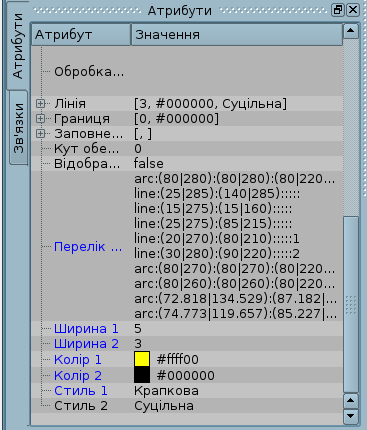 Атрибути
Атрибути
Зв'язки
Атрибут Значення
Обробка...
Лінія [3, #000000, Суцільна]
Границя [0, #000000]
Заповне... [, ]
Кут обе... 0
Відобра... false
Перелік ...
arc:(80|280):(80|280):(80|220...
line:(25|285):(140|285):::::
line:(15|275):(15|160):::::
line:(25|275):(85|215):::::
line:(20|270):(80|210):::::1
line:(30|280):(90|220):::::2
arc:(80|270):(80|270):(80|220...
arc:(80|260):(80|260):(80|220...
arc:(72.818|134.529):(87.182|...
arc:(74.773|119.657):(85.227|...
Ширина 1 5
Ширина 2 3
Колір 1 #ffff00
Колір 2 #000000
Стиль 1 Крапкова
Стиль 2 Суцільна